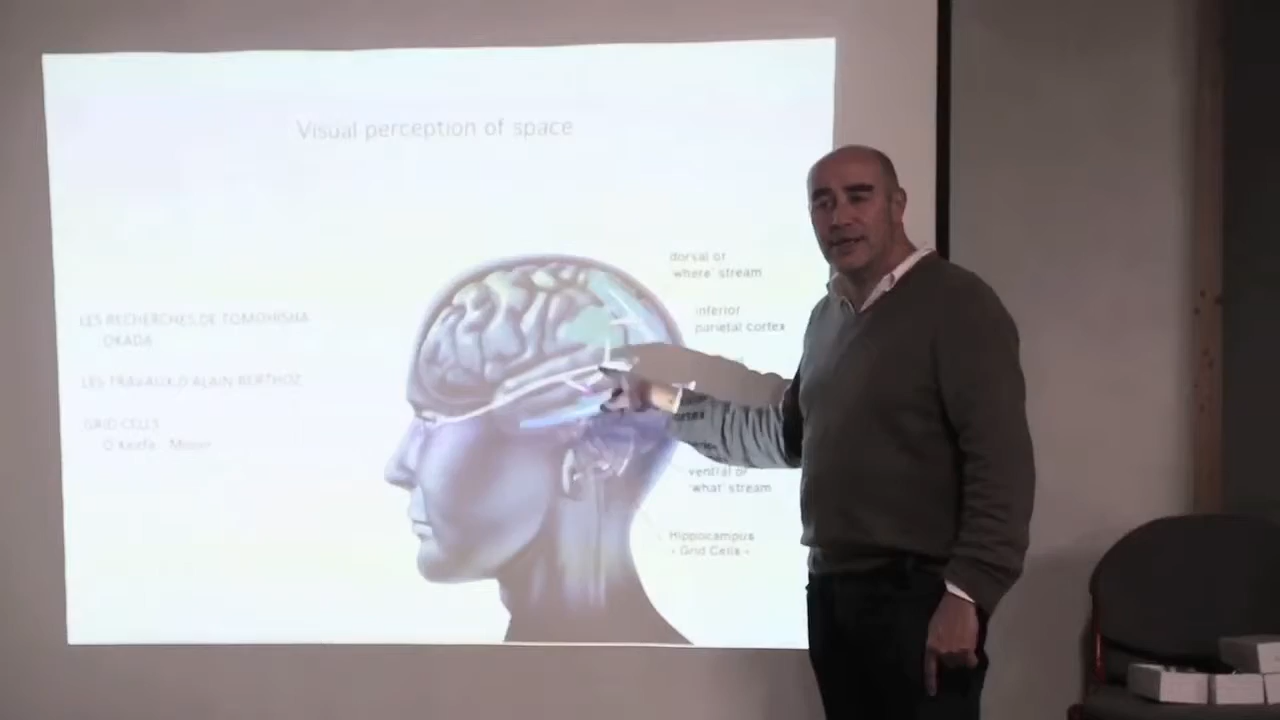 Visual perception of space
LES RECHERCHES DE TOMOHISHA
OKADA
LES TRAVAUX D'ALAIN BERTHOZ
GRID CELLS
dorsal or
'where' stream
inferior
parietal cortex
ventral or
'what' stream
Hippocampus
- Grid Cells -